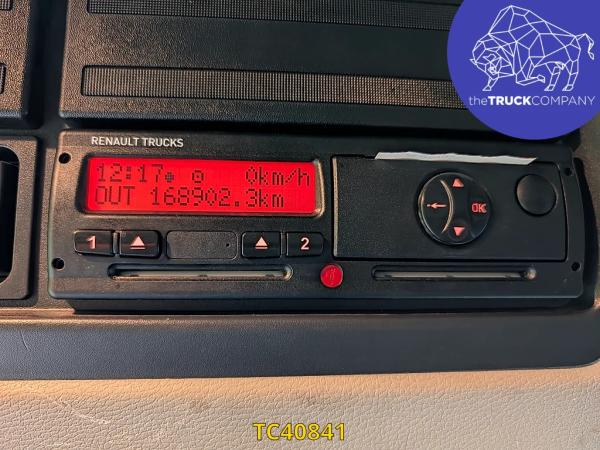 theTRUCKCOMPANY
RENAULT TRUCKS
12:17 0km/h
OUT 168902.3km
1
2
OK
TC40841